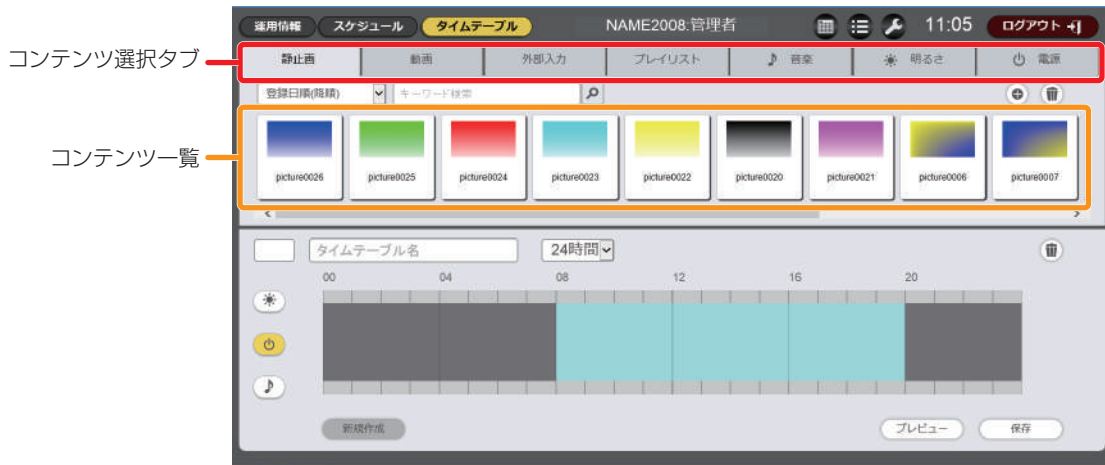 運用情報 スケジュール タイムテーブル NAME2008:管理者 11:05 ログアウト
コンテンツ選択タブ
静止画 動画 外部入力 プレイリスト 音楽 明るさ 電源
登録日順(降順) キーワード検索
コンテンツ一覧
picture0026 picture0025 picture0024 picture0023 picture0022 picture0020 picture0021 picture0006 picture0007
タイムテーブル名 24時間
00 04 08 12 16 20
新規作成 プレビュー 保存